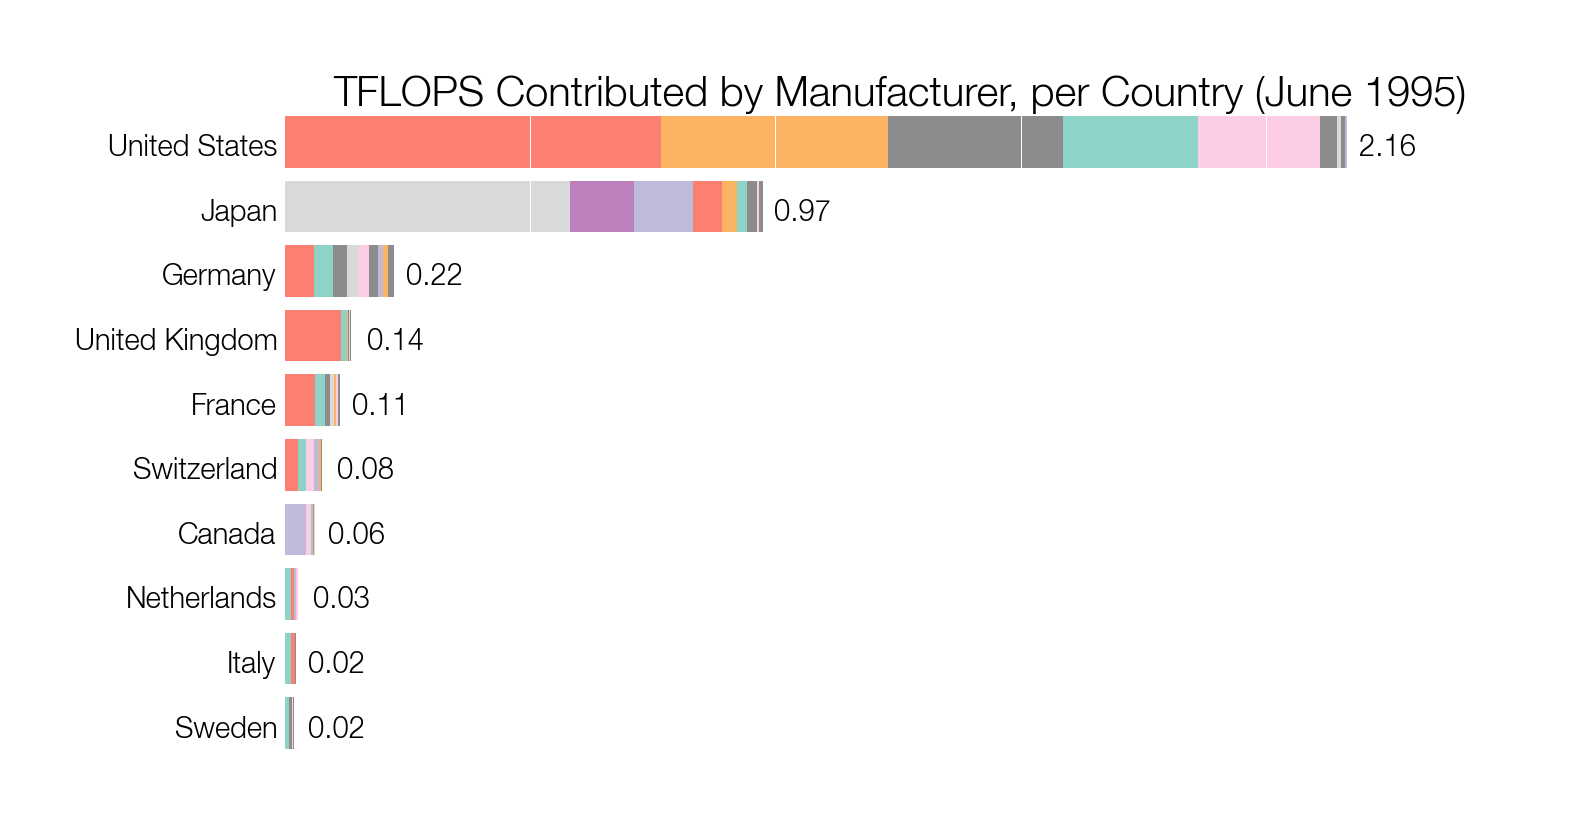 TFLOPS Contributed by Manufacturer, per Country (June 1995)
United States 2.16
Japan 0.97
Germany 0.22
United Kingdom 0.14
France 0.11
Switzerland 0.08
Canada 0.06
Netherlands 0.03
Italy 0.02
Sweden 0.02